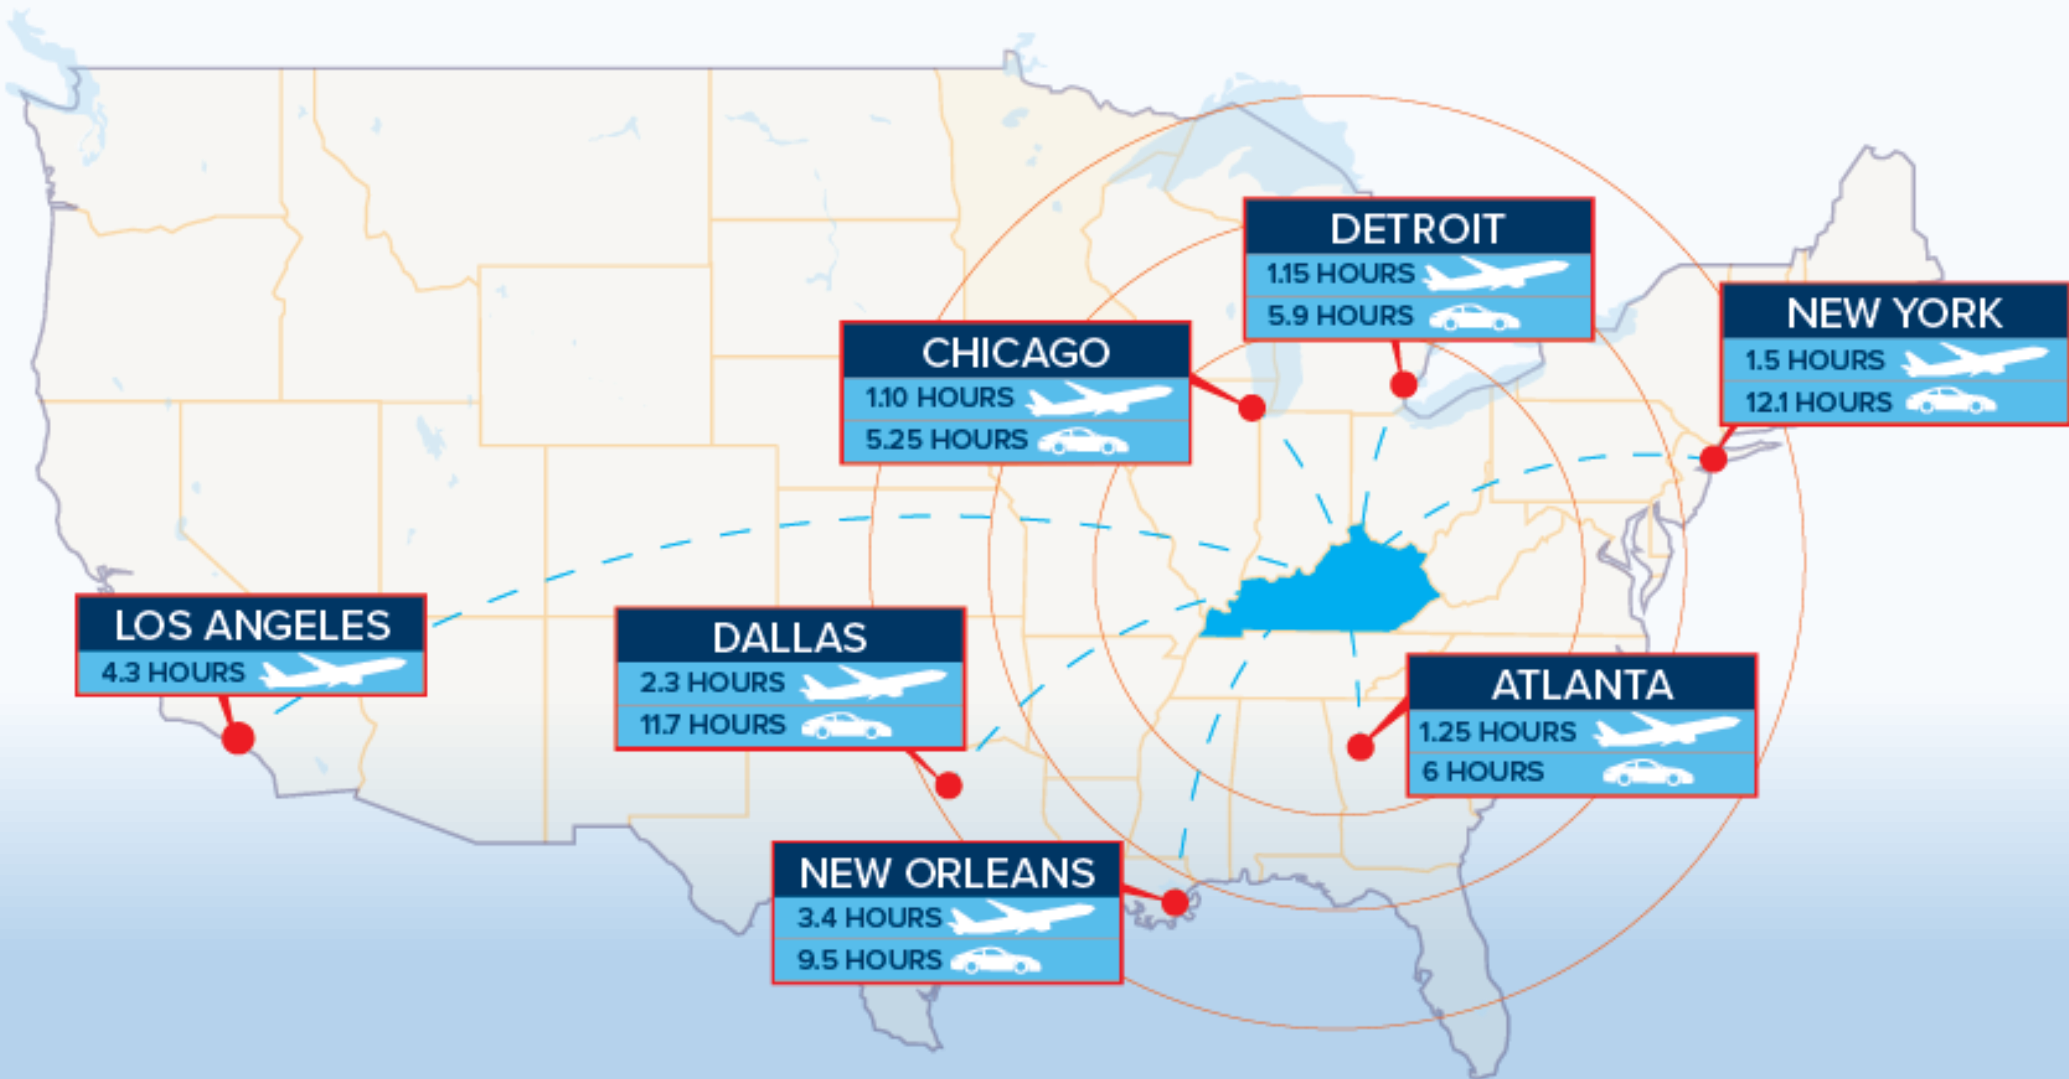 DETROIT
1.15 HOURS
5.9 HOURS
NEW YORK
1.5 HOURS
12.1 HOURS
CHICAGO
1.10 HOURS
5.25 HOURS
LOS ANGELES
4.3 HOURS
DALLAS
2.3 HOURS
11.7 HOURS
ATLANTA
1.25 HOURS
6 HOURS
NEW ORLEANS
3.4 HOURS
9.5 HOURS